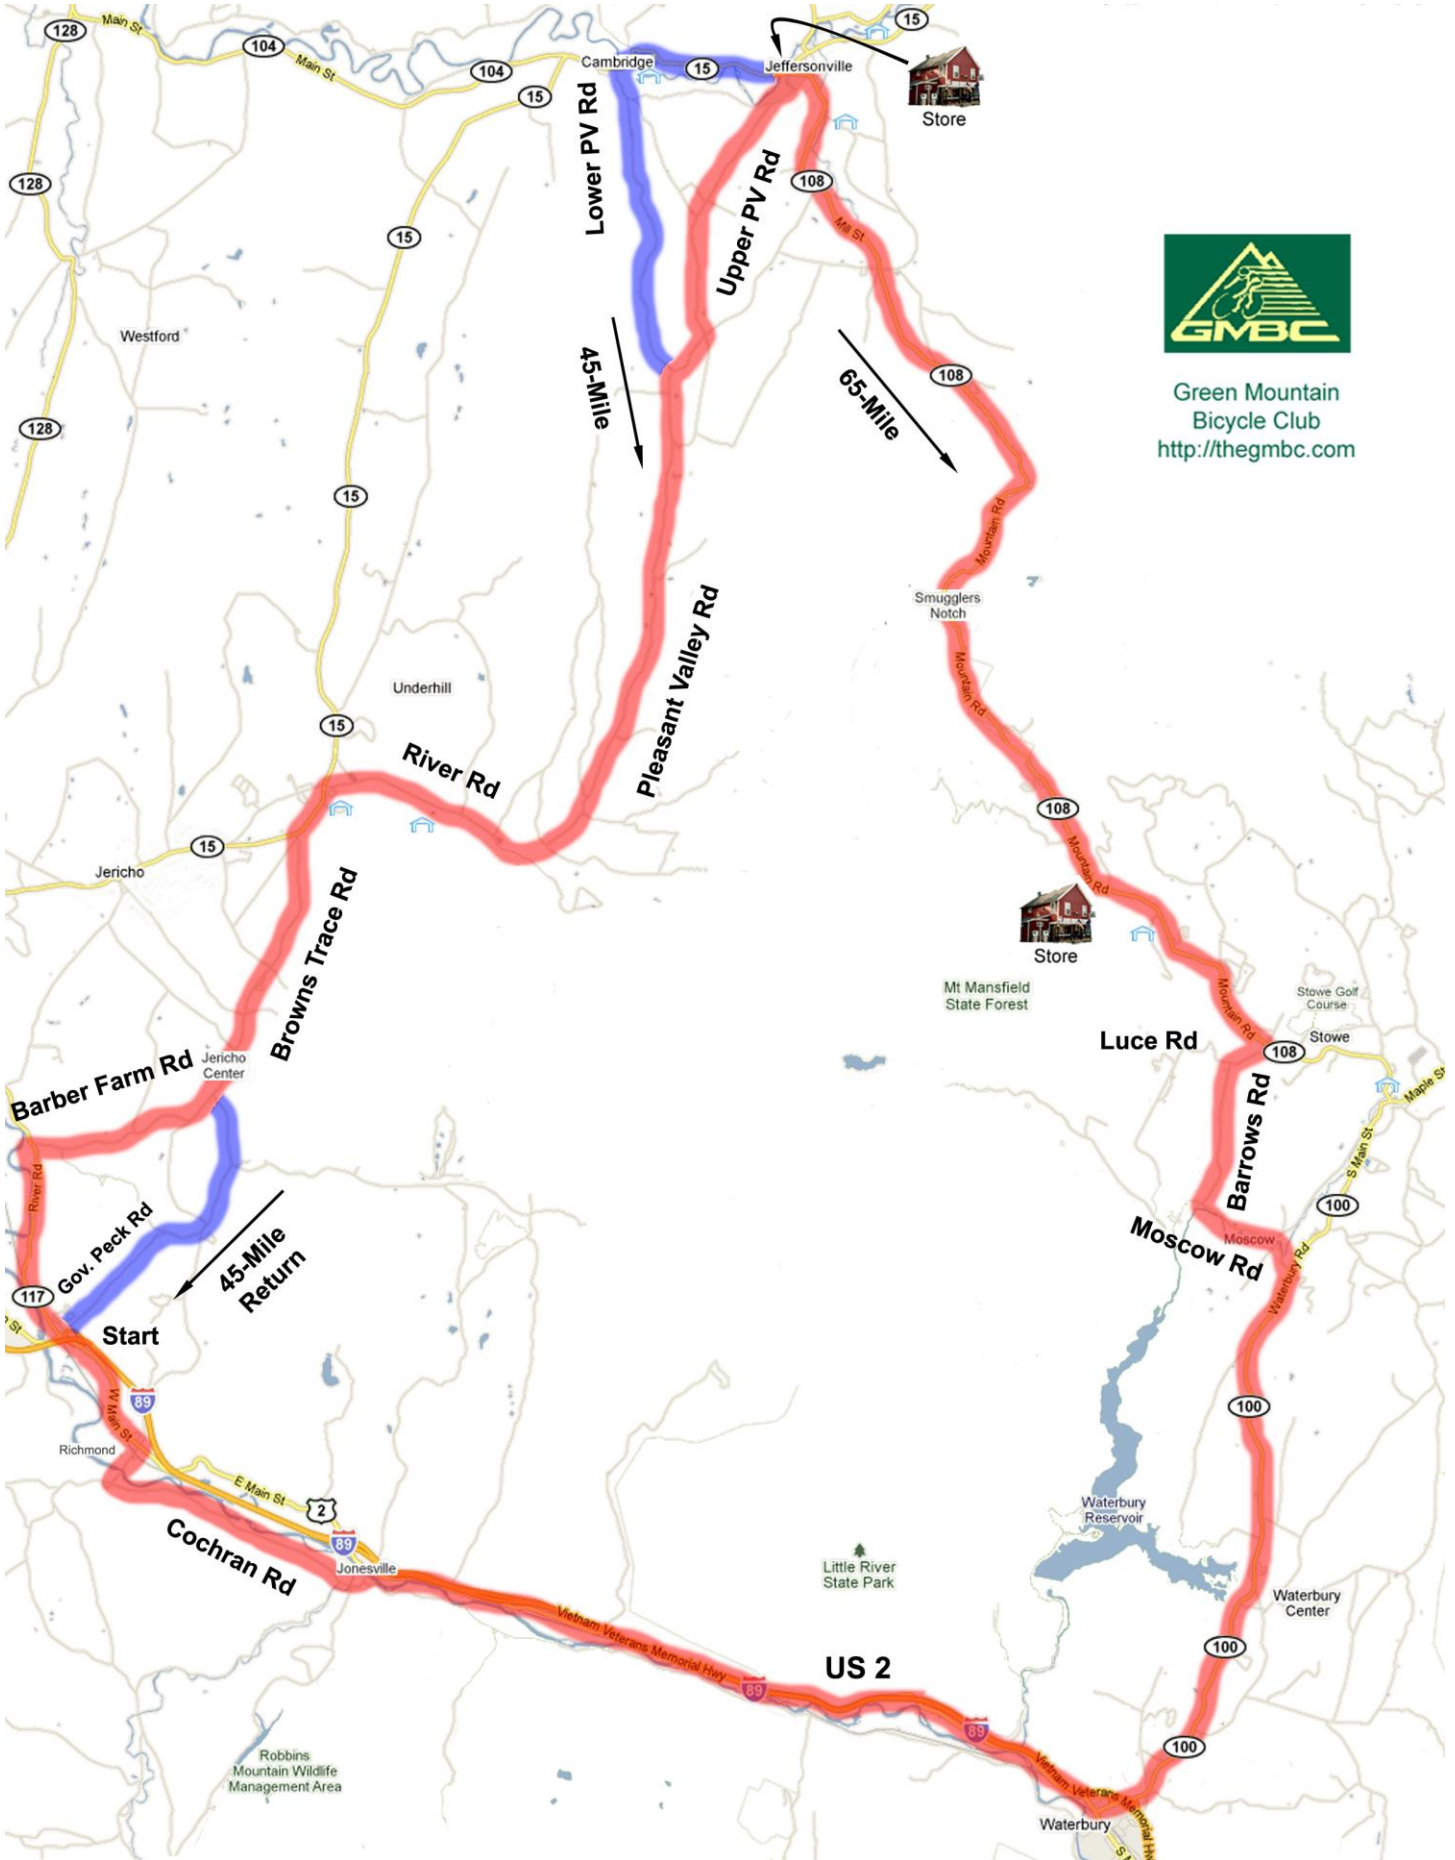 128
Main St
104
Main St
104
15
Cambridge
15
Jeffersonville
15
Store
128
15
Lower PV Rd
Upper PV Rd
108
Mill St
GMBC
Green Mountain
Bicycle Club
http://thegmbc.com
Westford
128
45-Mile
65-Mile
108
15
Mountain Rd
Smugglers
Notch
Mountain Rd
Underhill
15
River Rd
Pleasant Valley Rd
108
Mountain Rd
15
Jericho
Browns Trace Rd
Store
Mt Mansfield
State Forest
Mountain Rd
Stowe Golf
Course
Stowe
108
Luce Rd
Barrows Rd
Maple St
S Main St
100
Barber Farm Rd
Jericho
Center
River Rd
Gov. Peck Rd
45-Mile
Return
117
Start
Moscow
Moscow Rd
Waterbury Rd
100
89
W Main St
Richmond
E Main St
2
89
Jonesville
Cochran Rd
Waterbury
Reservoir
Little River
State Park
Waterbury
Center
100
Vietnam Veterans Memorial Hwy
89
US 2
89
100
Robbins
Mountain Wildlife
Management Area
Vietnam Veterans Memorial
Waterbury